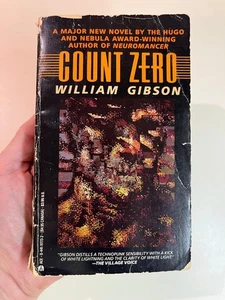 A MAJOR NEW NOVEL BY THE HUGO
AND NEBULA AWARD-WINNING
AUTHOR OF NEUROMANCER
COUNT ZERO
WILLIAM GIBSON
"GIBSON DISTILLS A TECHNOPUNK SENSIBILITY WITH A KICK
OF WHITE LIGHTNING AND THE CLARITY OF WHITE LIGHT."
—THE VILLAGE VOICE